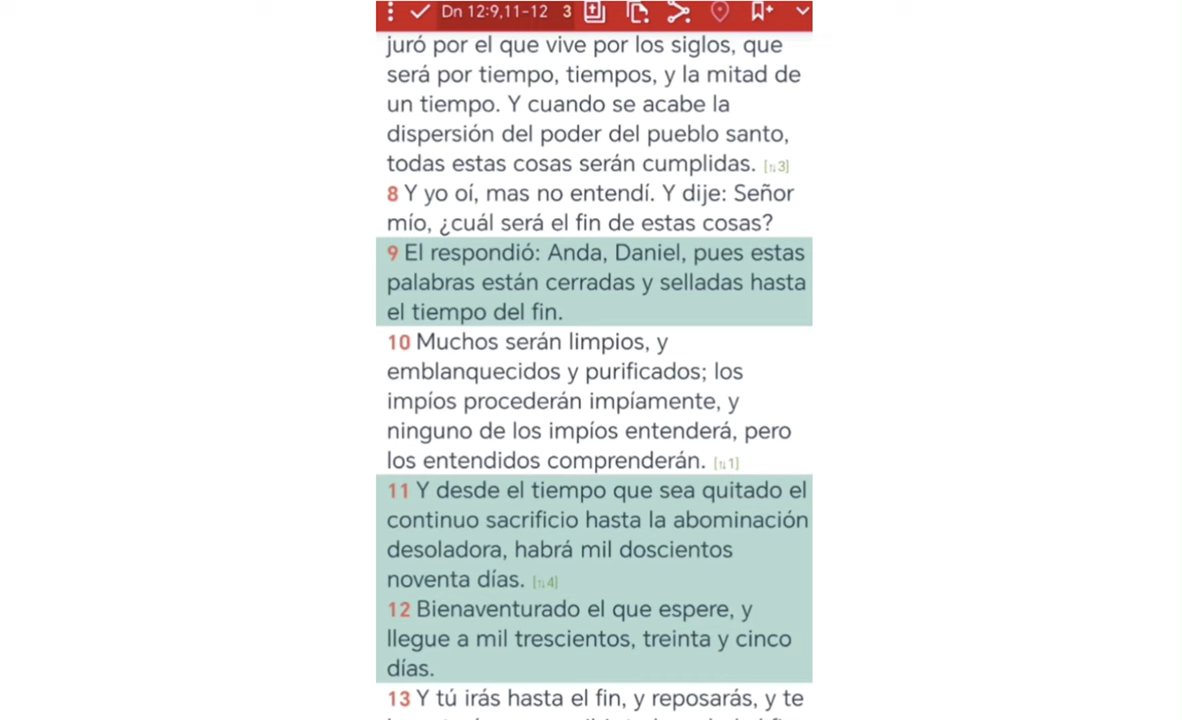 Dn 12:9,11-12 3
juró por el que vive por los siglos, que
será por tiempo, tiempos, y la mitad de
un tiempo. Y cuando se acabe la
dispersión del poder del pueblo santo,
todas estas cosas serán cumplidas. [⇅3]
8 Y yo oí, mas no entendí. Y dije: Señor
mío, ¿cuál será el fin de estas cosas?
9 El respondió: Anda, Daniel, pues estas
palabras están cerradas y selladas hasta
el tiempo del fin.
10 Muchos serán limpios, y
emblanquecidos y purificados; los
impíos procederán impíamente, y
ninguno de los impíos entenderá, pero
los entendidos comprenderán. [⇅1]
11 Y desde el tiempo que sea quitado el
continuo sacrificio hasta la abominación
desoladora, habrá mil doscientos
noventa días. [⇅4]
12 Bienaventurado el que espere, y
llegue a mil trescientos, treinta y cinco
días.
13 Y tú irás hasta el fin, y reposarás, y te